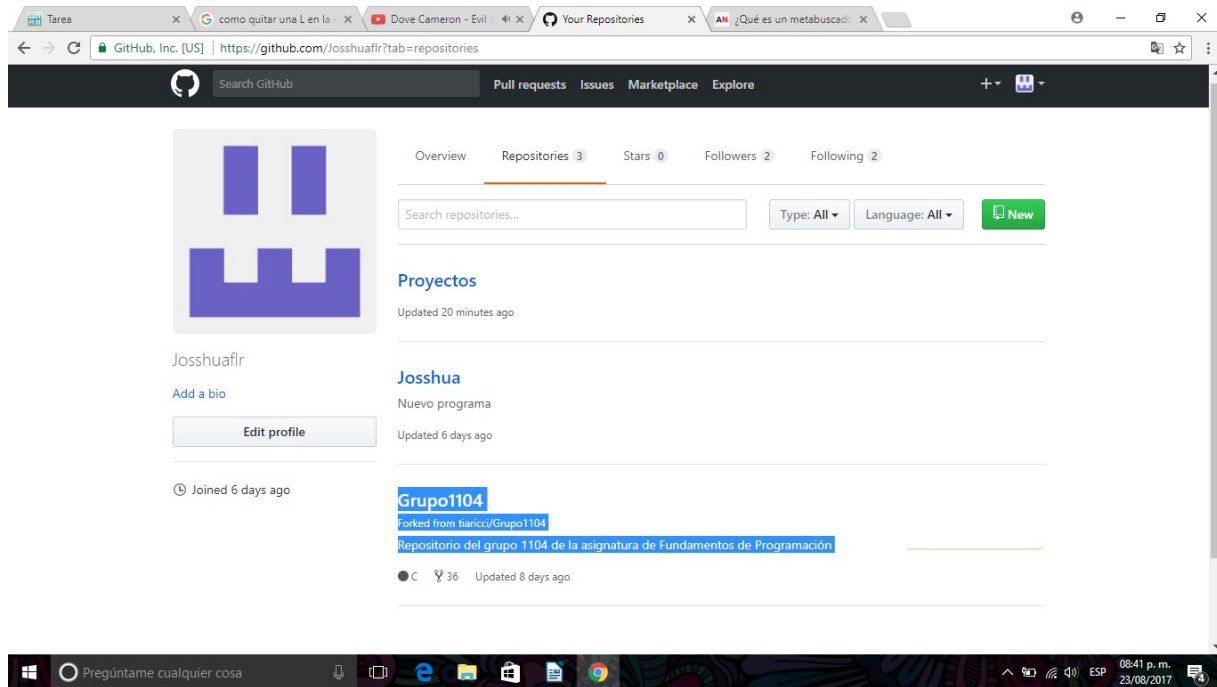 Tarea
como quitar una L en la
Dove Cameron - Evil
Your Repositories
AN ¿Qué es un metabuscad
GitHub, Inc. [US] https://github.com/Josshuaflr?tab=repositories
Search GitHub
Pull requests Issues Marketplace Explore
Overview Repositories 3 Stars 0 Followers 2 Following 2
Search repositories...
Type: All Language: All New
Proyectos
Updated 20 minutes ago
Josshuaflr
Add a bio
Edit profile
Joined 6 days ago
Josshua
Nuevo programa
Updated 6 days ago
Grupo1104
Forked from tiaricci/Grupo1104
Repositorio del grupo 1104 de la asignatura de Fundamentos de Programación
C 36 Updated 8 days ago
Pregúntame cualquier cosa
ESP
08:41 p. m.
23/08/2017
4